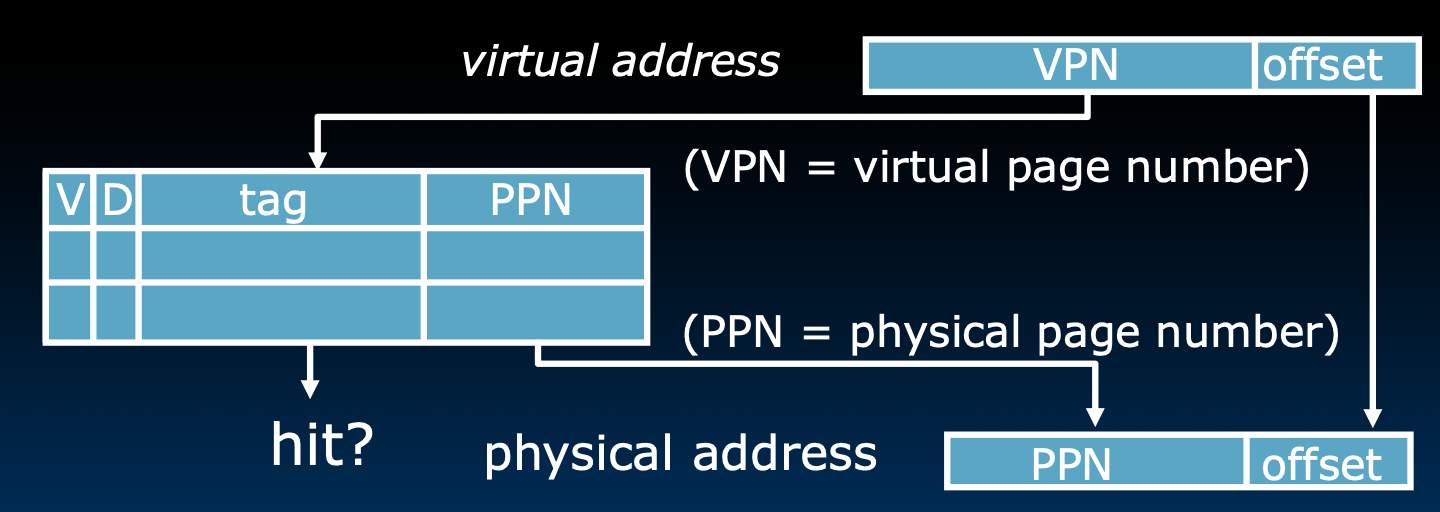 virtual address
VPN offset
(VPN = virtual page number)
V D tag PPN
(PPN = physical page number)
hit?
physical address
PPN offset